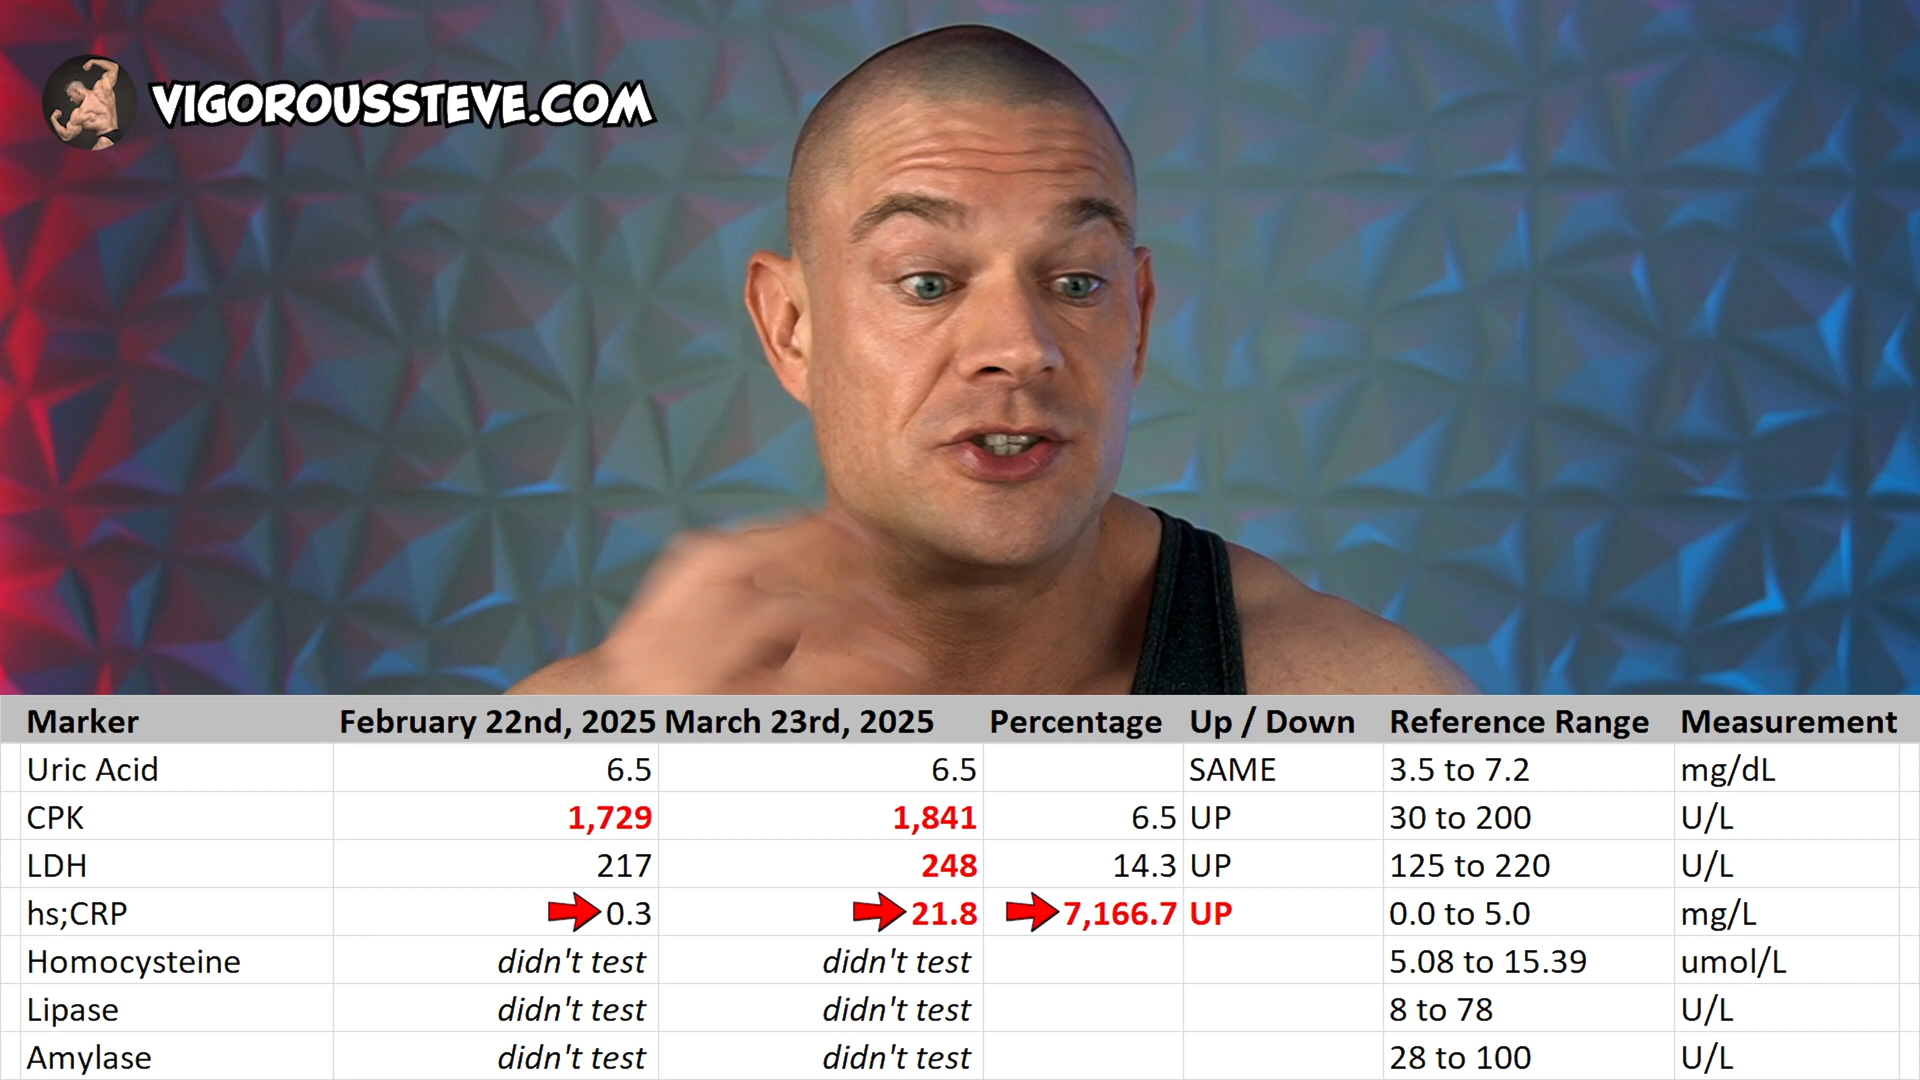 VIGOROUSSTEVE.COM
Marker February 22nd, 2025 March 23rd, 2025 Percentage Up / Down Reference Range Measurement
Uric Acid 6.5 6.5 SAME 3.5 to 7.2 mg/dL
CPK 1,729 1,841 6.5 UP 30 to 200 U/L
LDH 217 248 14.3 UP 125 to 220 U/L
hs;CRP 0.3 21.8 7,166.7 UP 0.0 to 5.0 mg/L
Homocysteine didn't test didn't test 5.08 to 15.39 umol/L
Lipase didn't test didn't test 8 to 78 U/L
Amylase didn't test didn't test 28 to 100 U/L